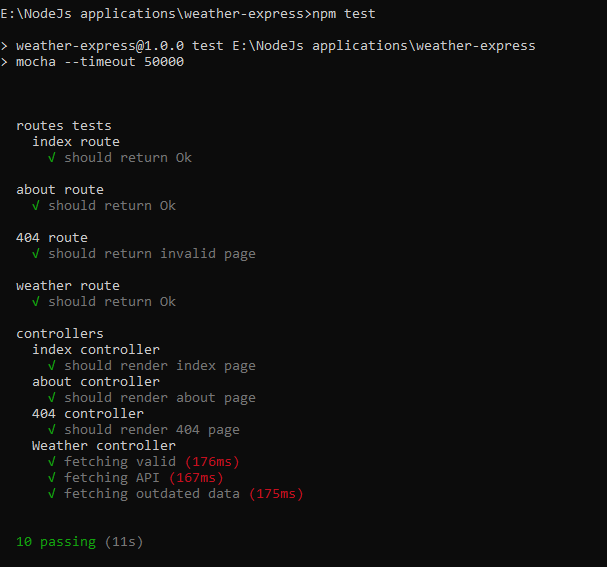 E:\NodeJs applications\weather-express>npm test
> weather-express@1.0.0 test E:\NodeJs applications\weather-express
> mocha --timeout 50000
routes tests
index route
√ should return Ok
about route
√ should return Ok
404 route
√ should return invalid page
weather route
√ should return Ok
controllers
index controller
√ should render index page
about controller
√ should render about page
404 controller
√ should render 404 page
Weather controller
√ fetching valid (176ms)
√ fetching API (167ms)
√ fetching outdated data (175ms)
10 passing (11s)